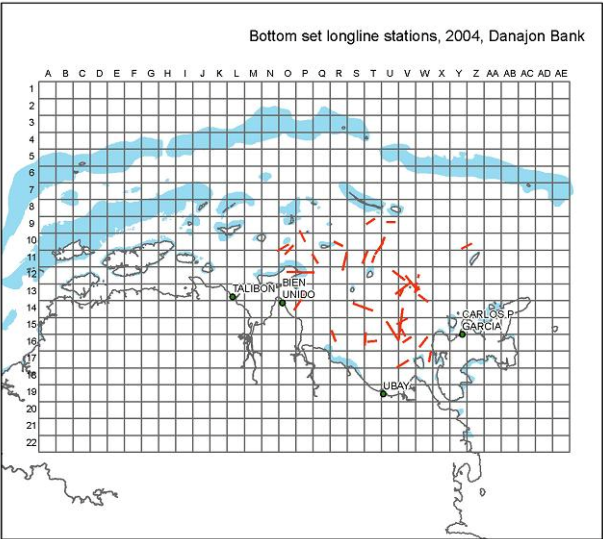 Bottom set longline stations, 2004, Danajon Bank
A B C D E F G H I J K L M N O P Q R S T U V W X Y Z AA AB AC AD AE
1
2
3
4
5
6
7
8
9
10
11
12
13
14
15
16
17
18
19
20
21
22
TALIBON
BIEN
UNIDO
CARLOS P.
GARCIA
UBAY